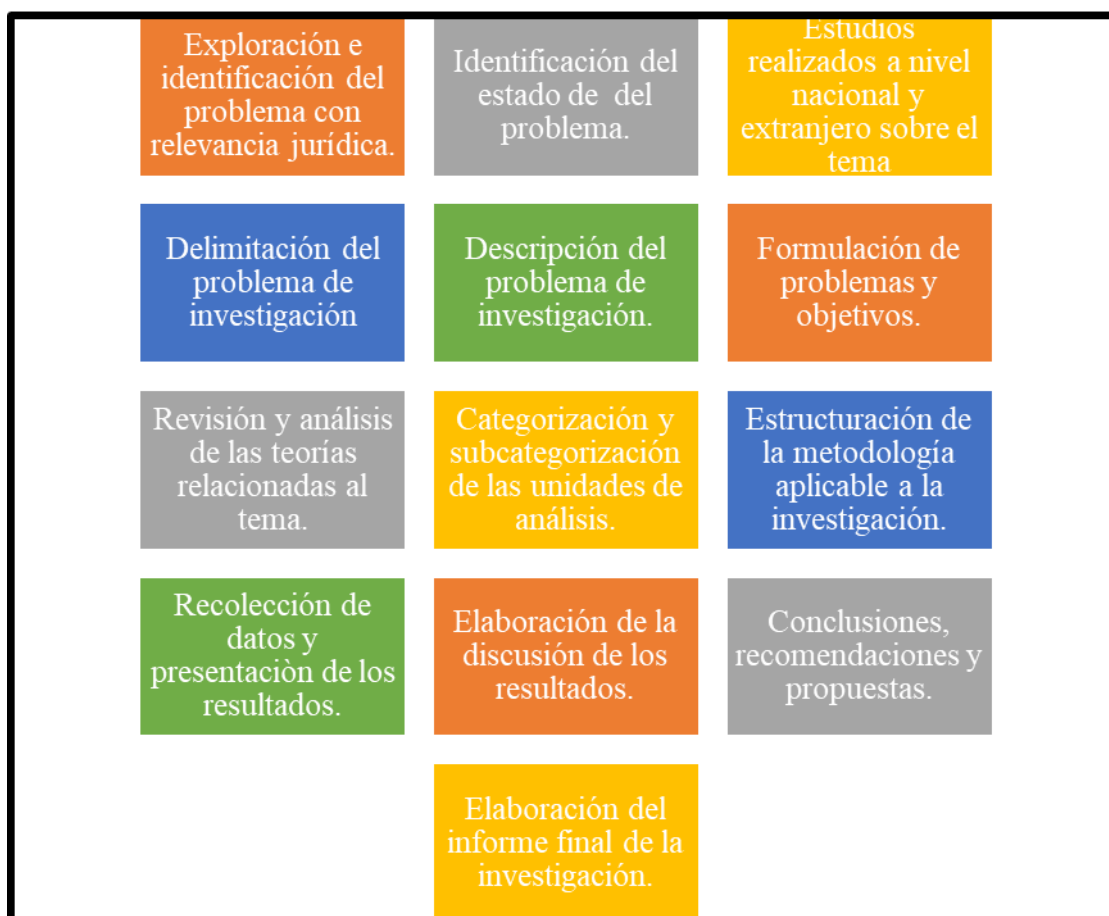 Exploración e
identificación del
problema con
relevancia jurídica.
Identificación del
estado de del
problema.
Estudios
realizados a nivel
nacional y
extranjero sobre el
tema
Delimitación del
problema de
investigación
Descripción del
problema de
investigación.
Formulación de
problemas y
objetivos.
Revisión y análisis
de las teorías
relacionadas al
tema.
Categorización y
subcategorización
de las unidades de
análisis.
Estructuración de
la metodología
aplicable a la
investigación.
Recolección de
datos y
presentaciòn de los
resultados.
Elaboración de la
discusión de los
resultados.
Conclusiones,
recomendaciones y
propuestas.
Elaboración del
informe final de la
investigación.